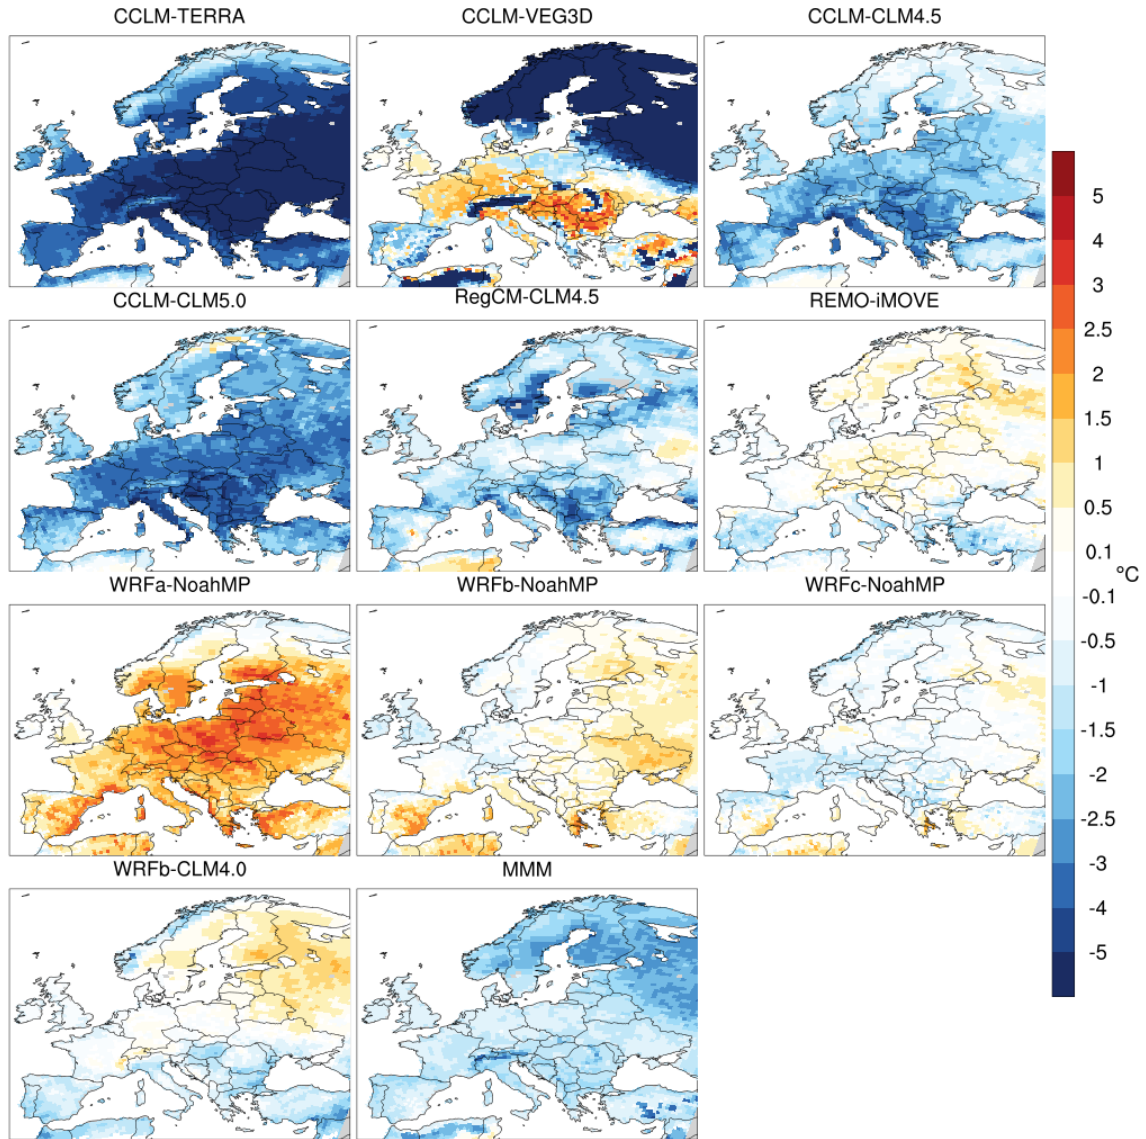 CCLM-TERRA
CCLM-VEG3D
CCLM-CLM4.5
CCLM-CLM5.0
RegCM-CLM4.5
REMO-iMOVE
WRFa-NoahMP
WRFb-NoahMP
WRFc-NoahMP
WRFb-CLM4.0
MMM
5
4
3
2.5
2
1.5
1
0.5
0.1
°C
-0.1
-0.5
-1
-1.5
-2
-2.5
-3
-4
-5